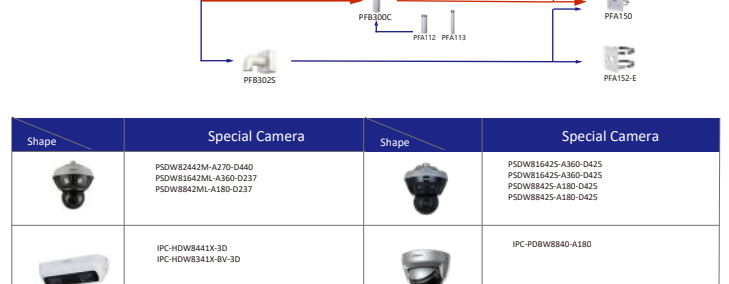 PFB300C
PFA150
PFA112 PFA113
PFB302S
PFA152-E
Shape
Special Camera
Shape
Special Camera
PSDW82442M-A270-D440
PSDW81642ML-A360-D237
PSDW8842ML-A180-D237
PSDW81642S-A360-D425
PSDW81642S-A360-D425
PSDW8842S-A180-D425
PSDW8842S-A180-D425
IPC-HDW8441X-3D
IPC-HDW8341X-BV-3D
IPC-PDBW8840-A180